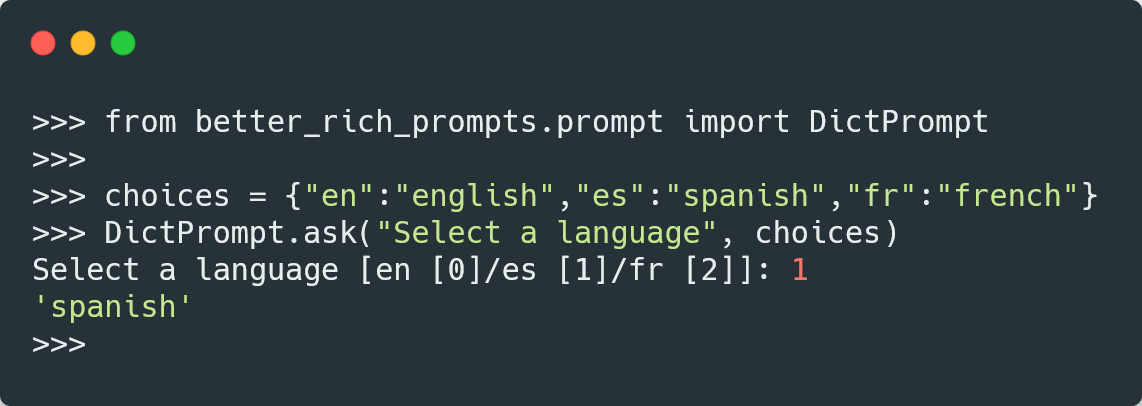 >>> from better_rich_prompts.prompt import DictPrompt
>>>
>>> choices = {"en":"english","es":"spanish","fr":"french"}
>>> DictPrompt.ask("Select a language", choices)
Select a language [en [0]/es [1]/fr [2]]: 1
'spanish'
>>>